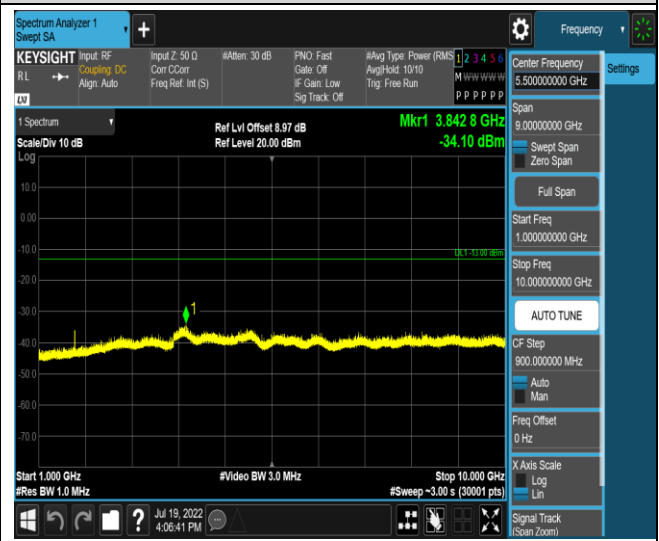 Spectrum Analyzer 1
Swept SA
+
Frequency
KEYSIGHT
Input: RF
Input Z: 50 Ω
#Atten: 30 dB
PNO: Fast
#Avg Type: Power (RMS
1 2 3 4 5 6
RL
Coupling: DC
Corr CCorr
Gate: Off
Avg|Hold: 10/10
M W W W W W
Align: Auto
Freq Ref: Int (S)
IF Gain: Low
Trig: Free Run
P P P P P P
LXI
Sig Track: Off
1 Spectrum
Ref Lvl Offset 8.97 dB
Mkr1 3.842 8 GHz
Scale/Div 10 dB
Ref Level 20.00 dBm
-34.10 dBm
Log
10.0
0.00
-10.0
DL1 -13.00 dBm
-20.0
-30.0
1
-40.0
-50.0
-60.0
-70.0
Start 1.000 GHz
#Video BW 3.0 MHz
Stop 10.000 GHz
#Res BW 1.0 MHz
#Sweep ~3.00 s (30001 pts)
?
Jul 19, 2022
4:06:41 PM
Center Frequency
5.500000000 GHz
Settings
Span
9.00000000 GHz
Swept Span
Zero Span
Full Span
Start Freq
1.000000000 GHz
Stop Freq
10.000000000 GHz
AUTO TUNE
CF Step
900.000000 MHz
Auto
Man
Freq Offset
0 Hz
X Axis Scale
Log
Lin
Signal Track
(Span Zoom)